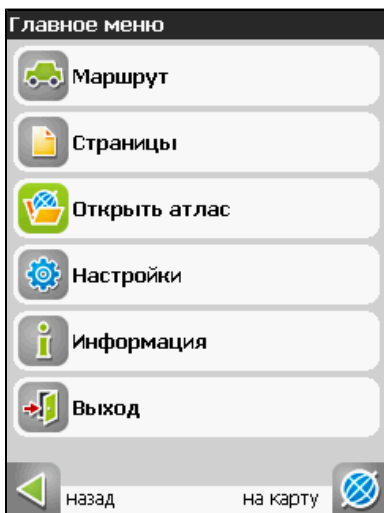 Главное меню
Маршрут
Страницы
Открыть атлас
Настройки
Информация
Выход
назад
на карту